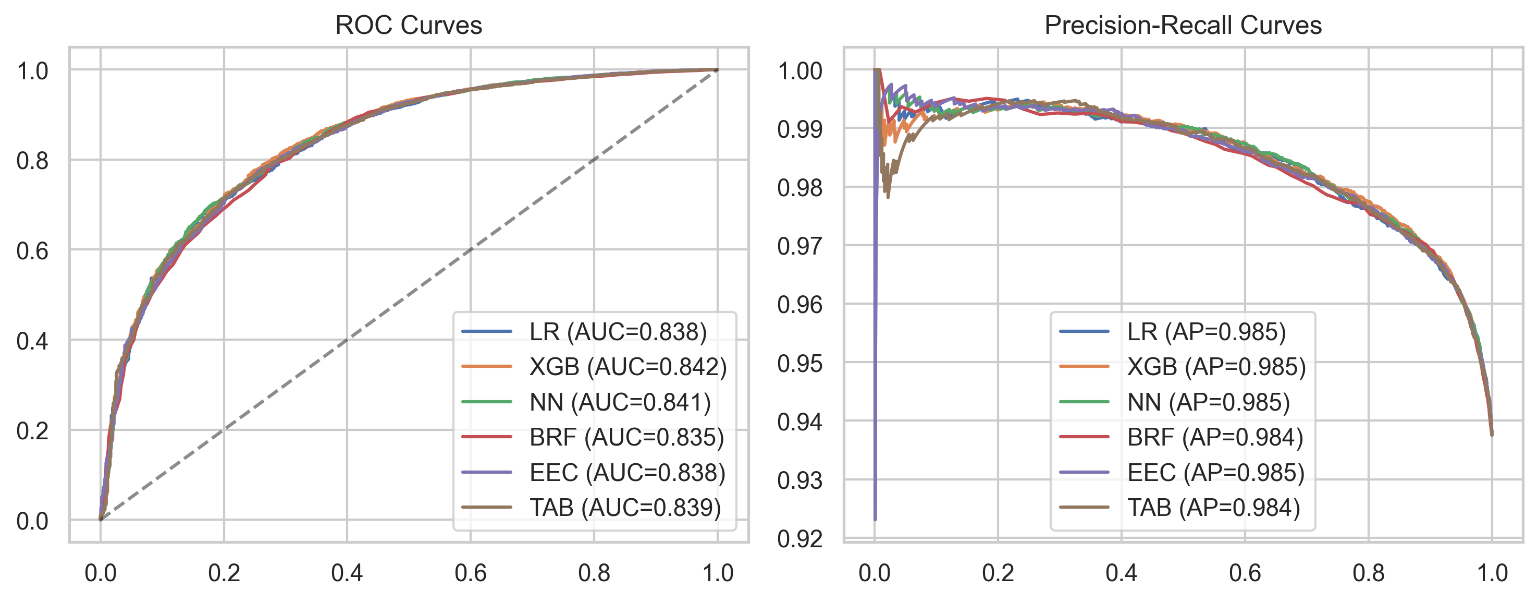 ROC Curves
1.0
0.8
0.6
0.4
0.2
0.0
LR (AUC=0.838)
XGB (AUC=0.842)
NN (AUC=0.841)
BRF (AUC=0.835)
EEC (AUC=0.838)
TAB (AUC=0.839)
0.0 0.2 0.4 0.6 0.8 1.0
Precision-Recall Curves
1.00
0.99
0.98
0.97
0.96
0.95
0.94
0.93
0.92
LR (AP=0.985)
XGB (AP=0.985)
NN (AP=0.985)
BRF (AP=0.984)
EEC (AP=0.985)
TAB (AP=0.984)
0.0 0.2 0.4 0.6 0.8 1.0